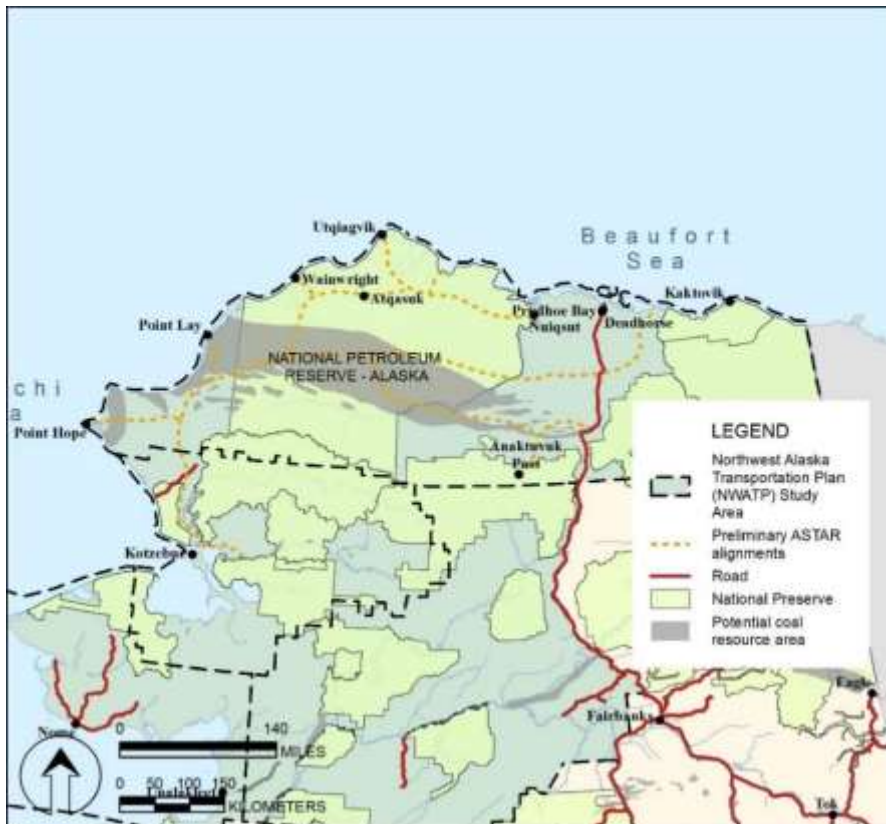 Utqiagvik
Beaufort
Sea
Wainwright
Atqasuk
Kaktovik
Prudhoe Bay
Nuiqsut
Deadhorse
Point Lay
NATIONAL PETROLEUM
RESERVE - ALASKA
chi
a
Point Hope
Anaktuvuk
Pass
LEGEND
Northwest Alaska
Transportation Plan
(NWATP) Study
Area
Preliminary ASTAR
alignments
Road
National Preserve
Potential coal
resource area
Kotzebue
Eagle
Fairbanks
Nome
0
140
MILES
Unalakleet
0 50 100 150
KILOMETERS
Tok